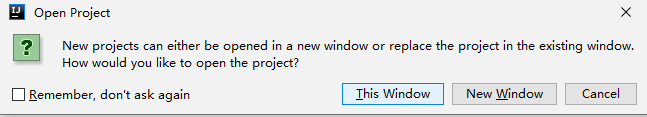 IJ Open Project
New projects can either be opened in a new window or replace the project in the existing window.
How would you like to open the project?
Remember, don't ask again
This Window
New Window
Cancel